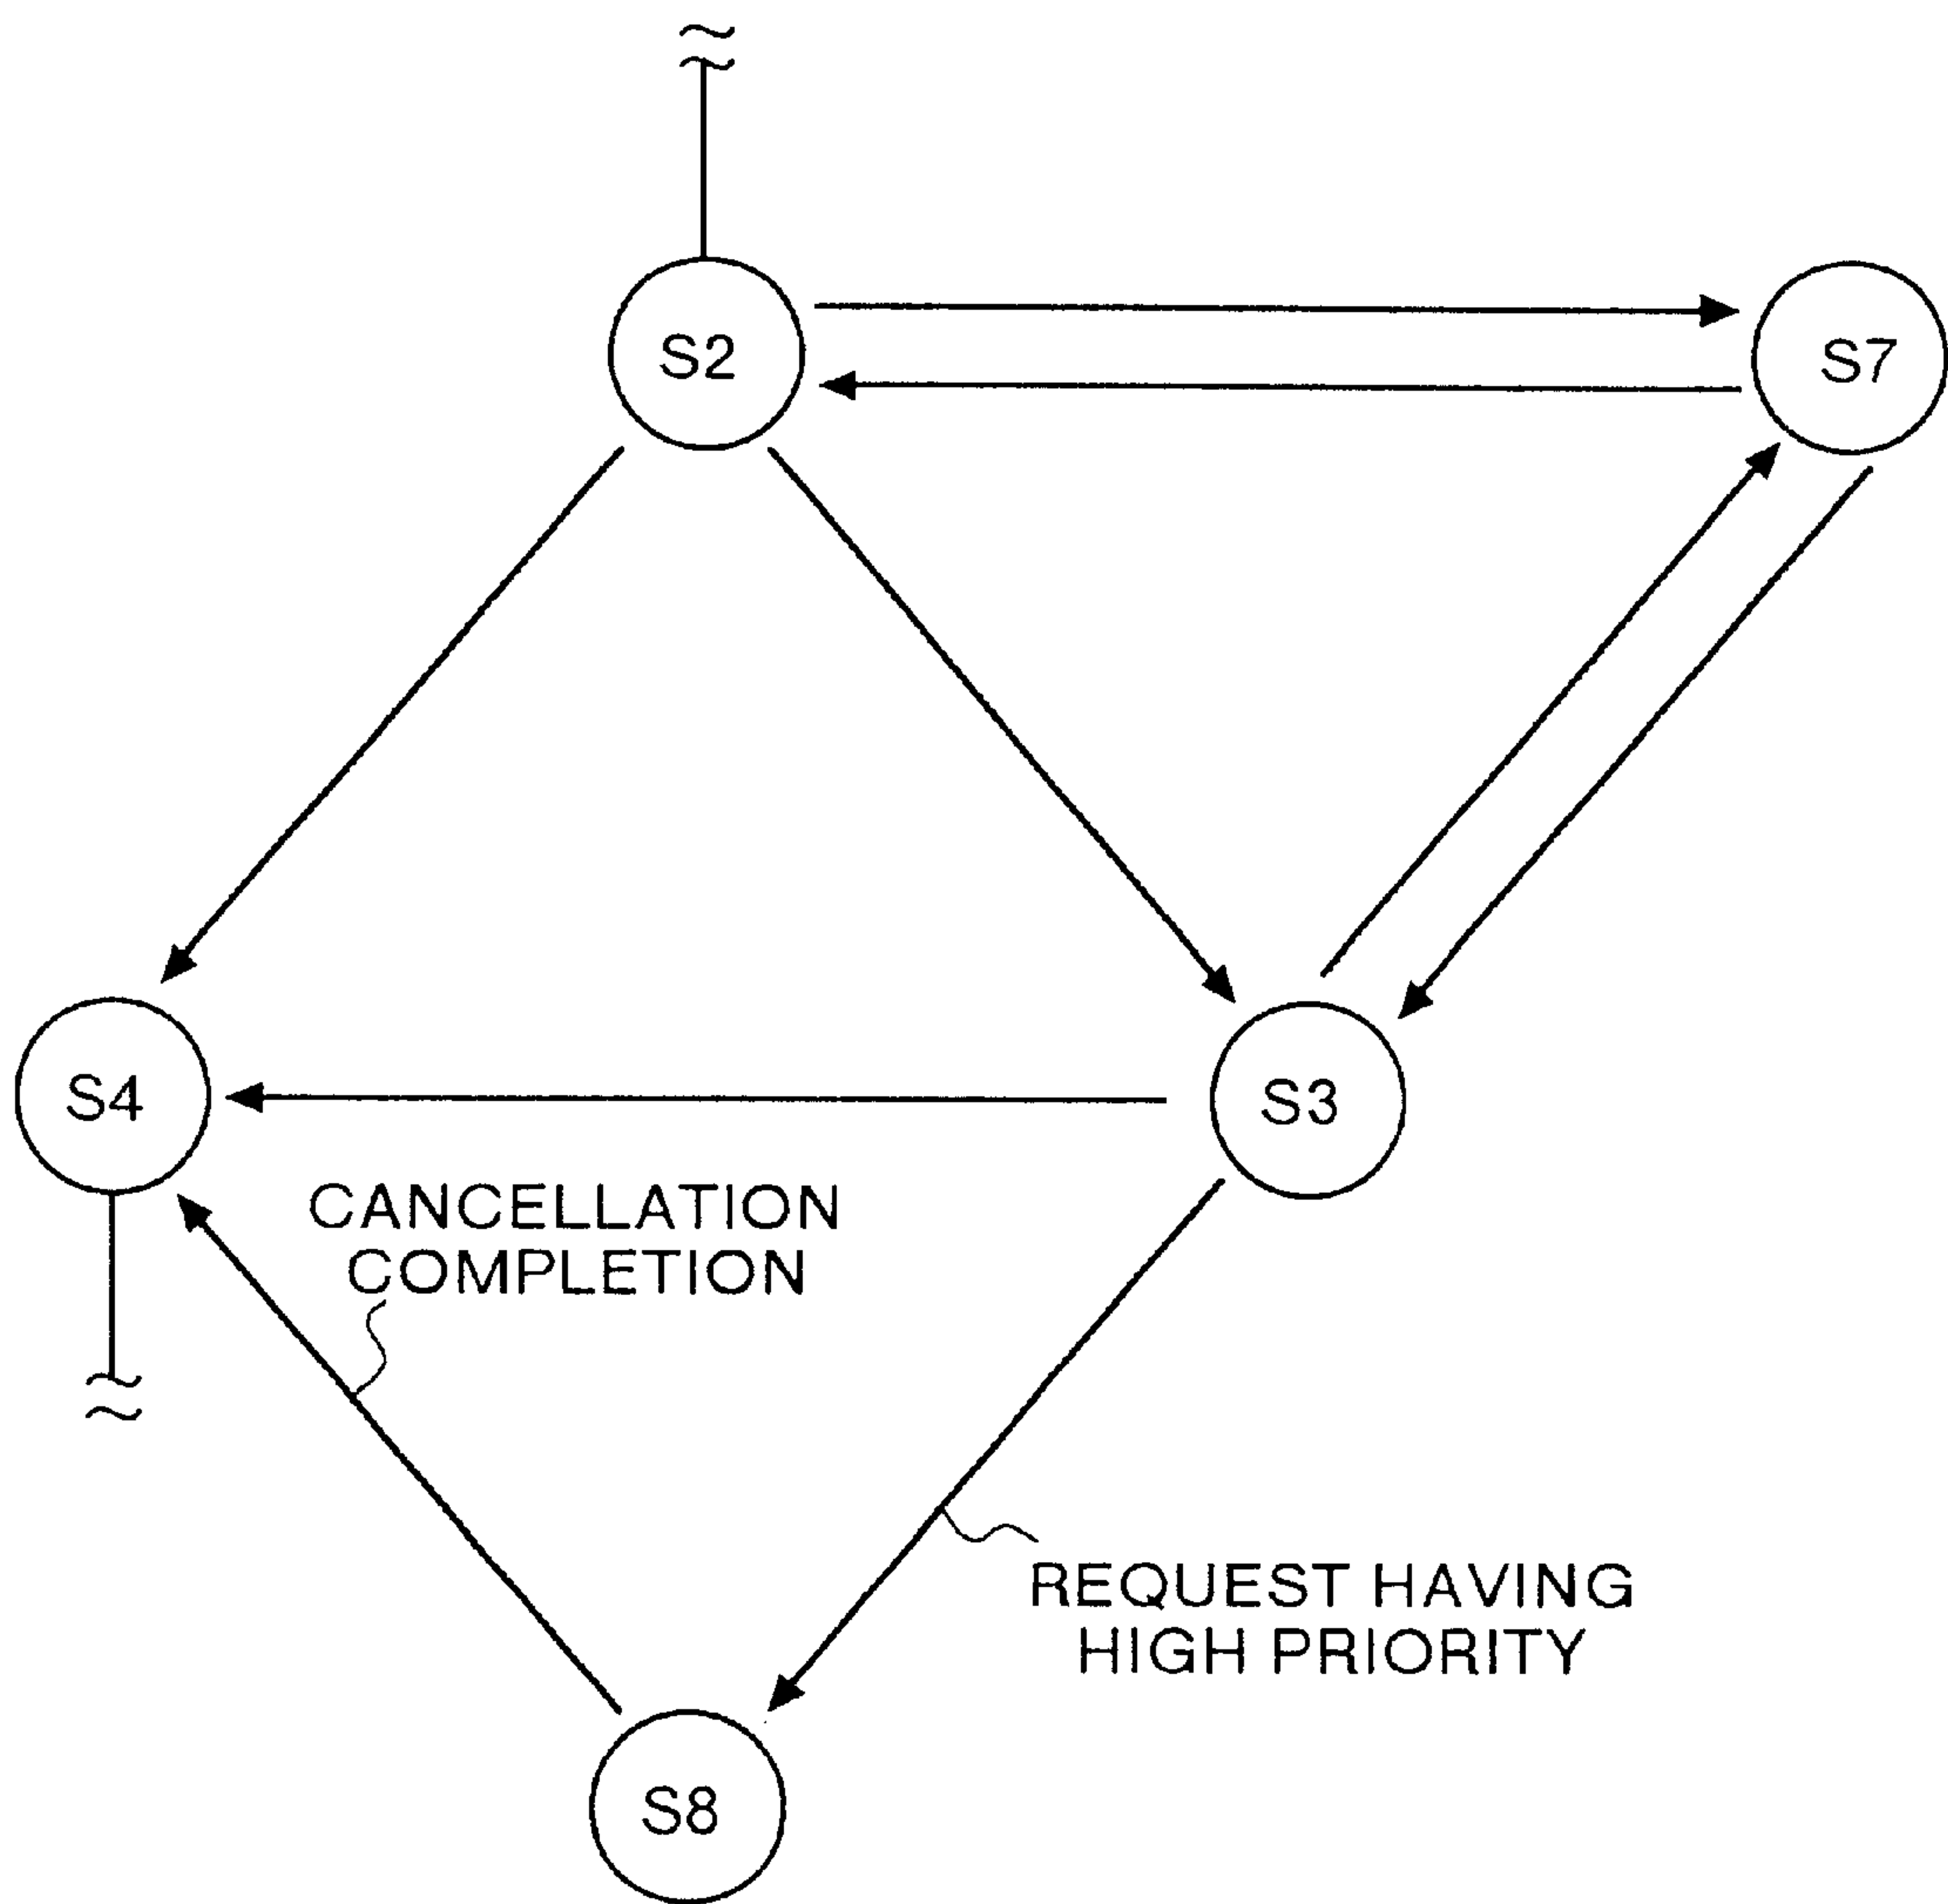 S2
S7
S4
S3
CANCELLATION
COMPLETION
REQUEST HAVING
HIGH PRIORITY
S8